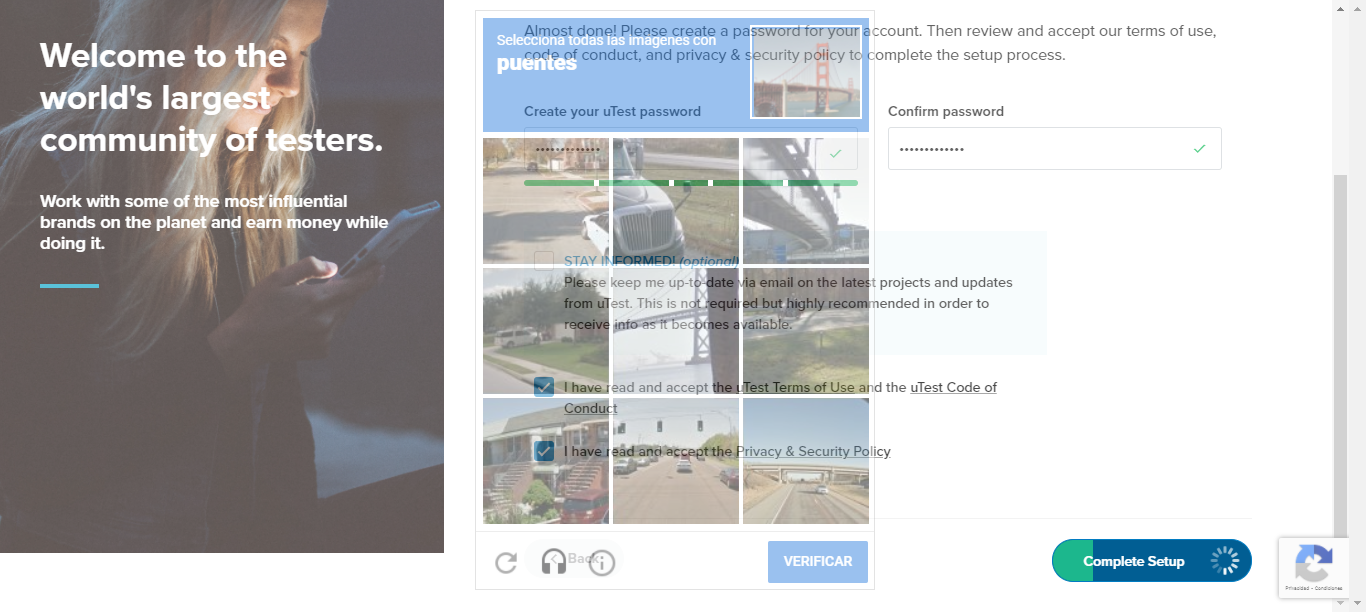 Welcome to the
world's largest
community of testers.
Work with some of the most influential
brands on the planet and earn money while
doing it.
Almost done! Please create a password for your account. Then review and accept our terms of use,
code of conduct, and privacy & security policy to complete the setup process.
Selecciona todas las imágenes con
puentes
Create your uTest password
Confirm password
•••••••••••••
•••••••••••••
STAY INFORMED! (optional)
Please keep me up-to-date via email on the latest projects and updates
from uTest. This is not required but highly recommended in order to
receive info as it becomes available.
I have read and accept the uTest Terms of Use and the uTest Code of
Conduct
I have read and accept the Privacy & Security Policy
Back
VERIFICAR
Complete Setup
Privacidad - Condiciones